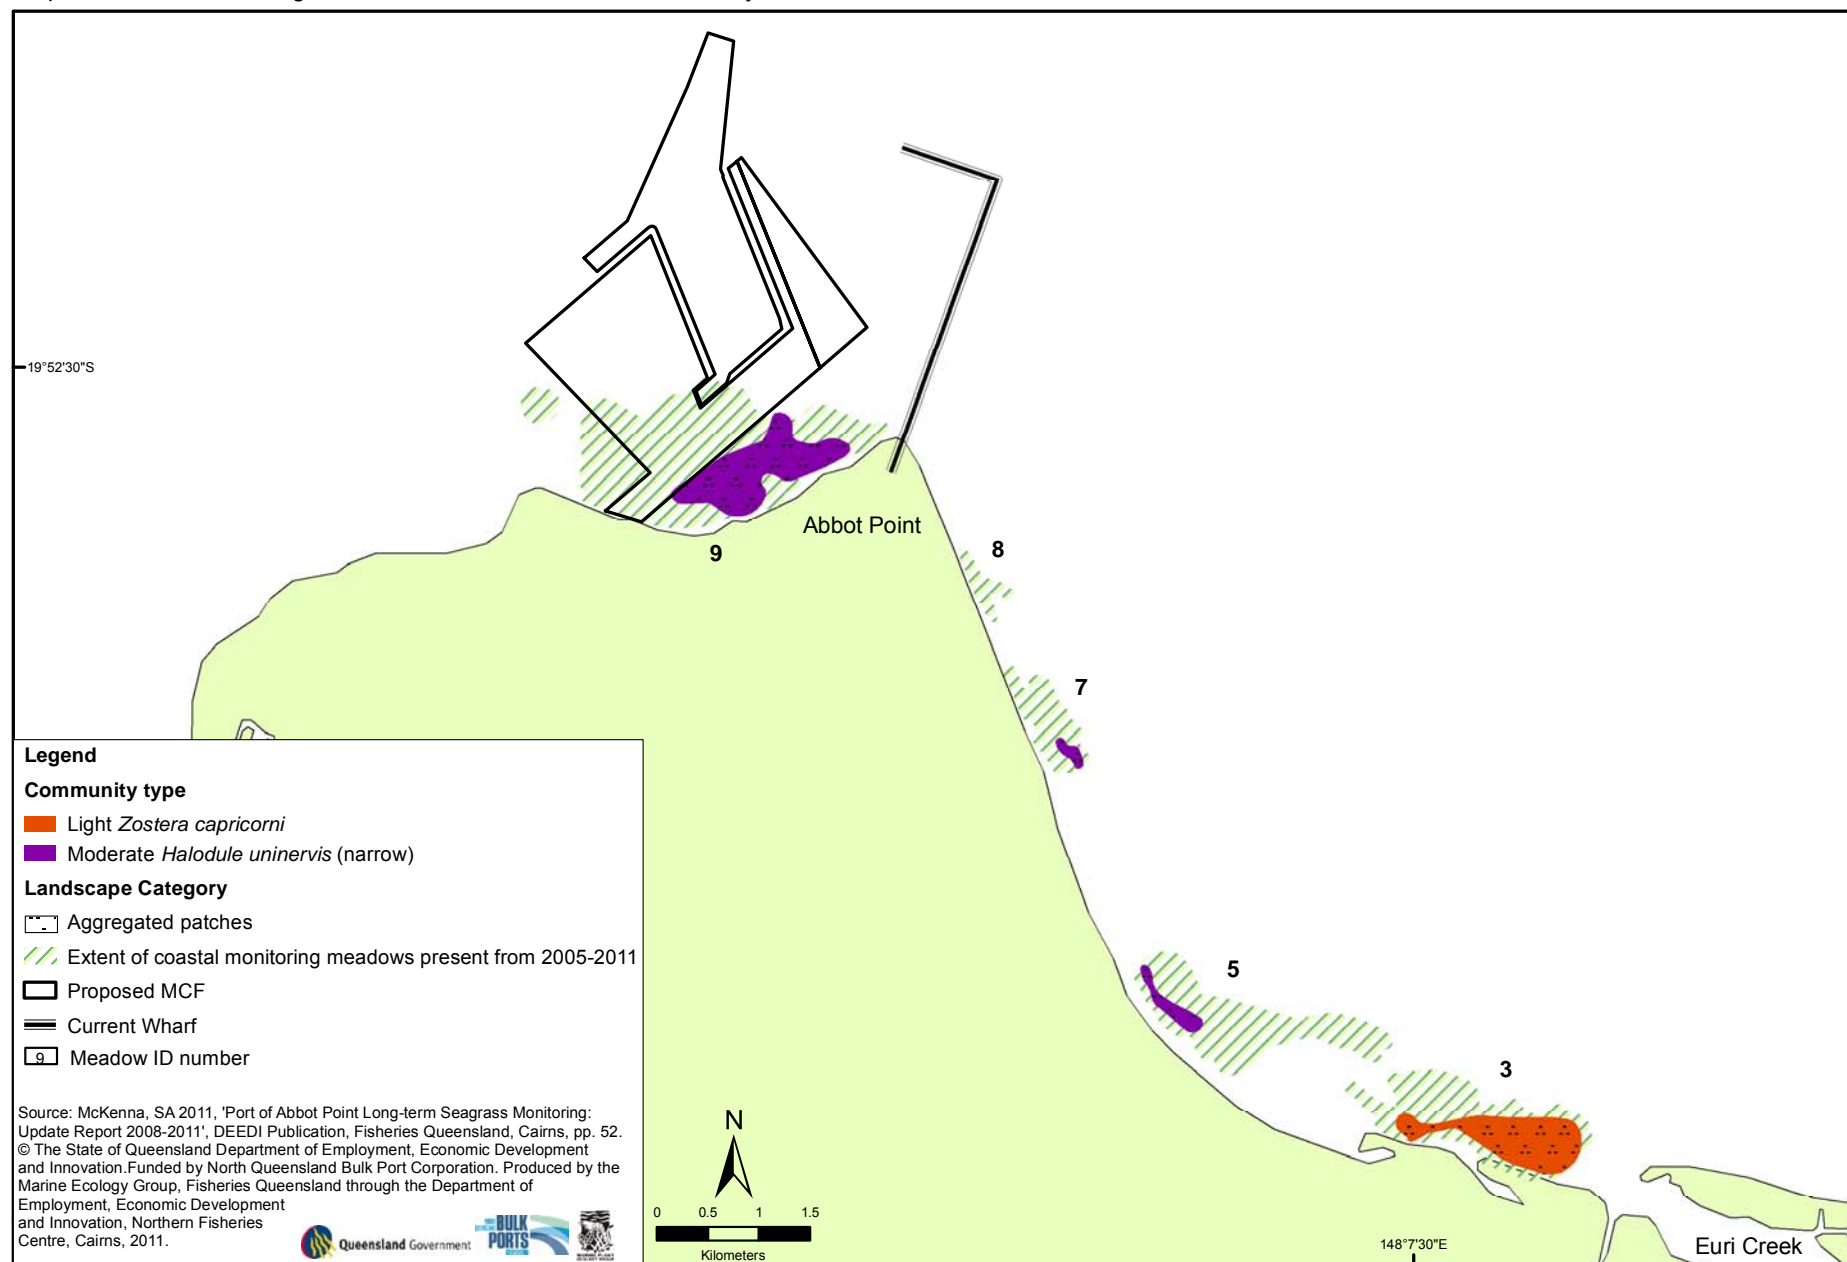 19°52'30"S
Abbot Point
9
8
7
5
3
Legend
Community type
Light Zostera capricorni
Moderate Halodule uninervis (narrow)
Landscape Category
Aggregated patches
Extent of coastal monitoring meadows present from 2005-2011
Proposed MCF
Current Wharf
9 Meadow ID number
Source: McKenna, SA 2011, 'Port of Abbot Point Long-term Seagrass Monitoring:
Update Report 2008-2011', DEEDI Publication, Fisheries Queensland, Cairns, pp. 52.
© The State of Queensland Department of Employment, Economic Development
and Innovation.Funded by North Queensland Bulk Port Corporation. Produced by the
Marine Ecology Group, Fisheries Queensland through the Department of
Employment, Economic Development
and Innovation, Northern Fisheries
Centre, Cairns, 2011.
Queensland Government
BULK
PORTS
N
0 0.5 1 1.5
Kilometers
148°7'30"E
Euri Creek